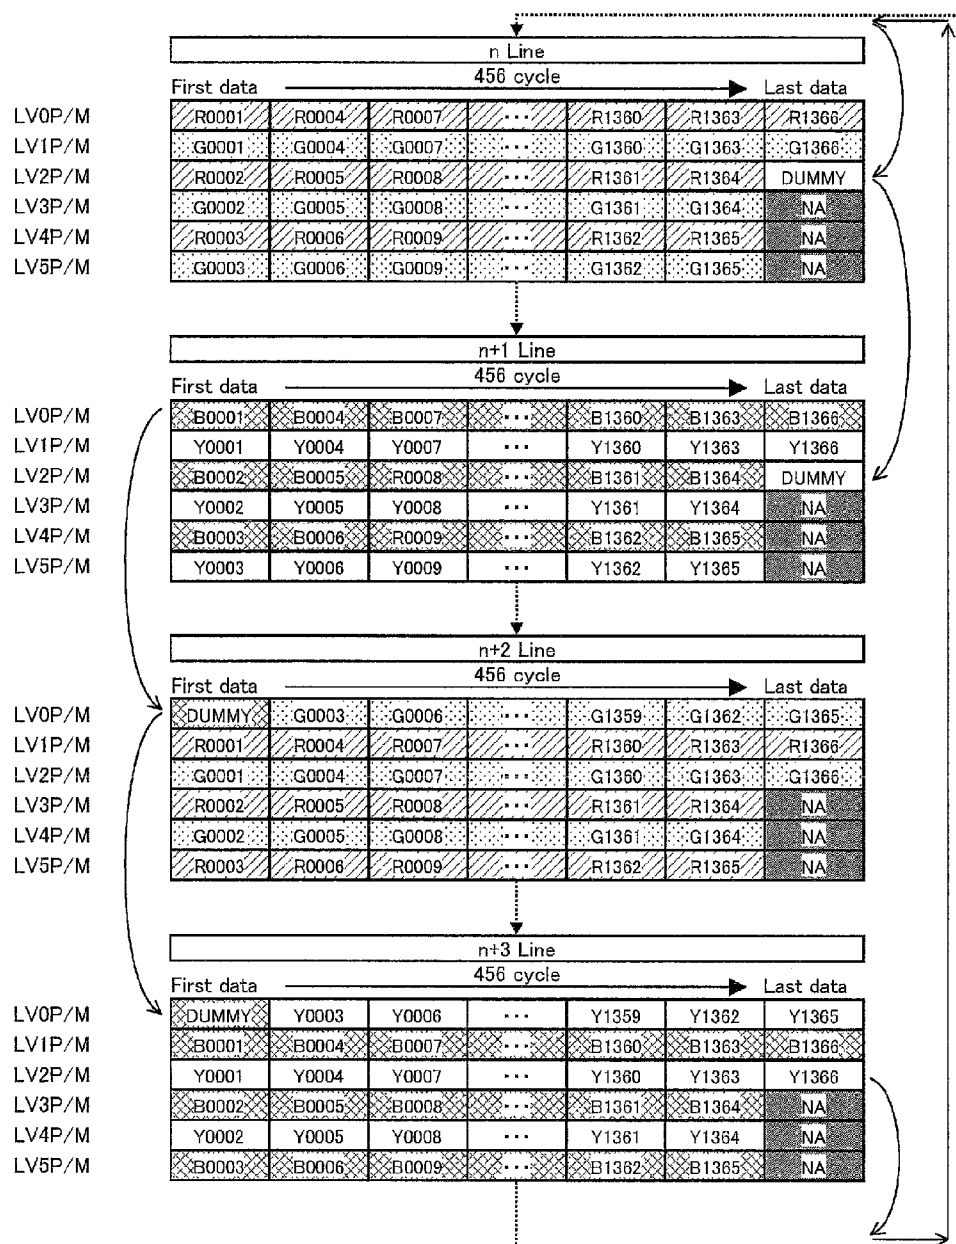 n Line
456 cycle
First data Last data
LV0P/M R0001 R0004 R0007 ... R1360 R1363 R1366
LV1P/M G0001 G0004 G0007 ... G1360 G1363 G1366
LV2P/M R0002 R0005 R0008 ... R1361 R1364 DUMMY
LV3P/M G0002 G0005 G0008 ... G1361 G1364 NA
LV4P/M R0003 R0006 R0009 ... R1362 R1365 NA
LV5P/M G0003 G0006 G0009 ... G1362 G1365 NA
n+1 Line
456 cycle
First data Last data
LV0P/M B0001 B0004 B0007 ... B1360 B1363 B1366
LV1P/M Y0001 Y0004 Y0007 ... Y1360 Y1363 Y1366
LV2P/M B0002 B0005 R0008 ... B1361 B1364 DUMMY
LV3P/M Y0002 Y0005 Y0008 ... Y1361 Y1364 NA
LV4P/M B0003 B0006 R0009 ... B1362 B1365 NA
LV5P/M Y0003 Y0006 Y0009 ... Y1362 Y1365 NA
n+2 Line
456 cycle
First data Last data
LV0P/M DUMMY G0003 G0006 ... G1359 G1362 G1365
LV1P/M R0001 R0004 R0007 ... R1360 R1363 R1366
LV2P/M G0001 G0004 G0007 ... G1360 G1363 G1366
LV3P/M R0002 R0005 R0008 ... R1361 R1364 NA
LV4P/M G0002 G0005 G0008 ... G1361 G1364 NA
LV5P/M R0003 R0006 R0009 ... R1362 R1365 NA
n+3 Line
456 cycle
First data Last data
LV0P/M DUMMY Y0003 Y0006 ... Y1359 Y1362 Y1365
LV1P/M B0001 B0004 B0007 ... B1360 B1363 B1366
LV2P/M Y0001 Y0004 Y0007 ... Y1360 Y1363 Y1366
LV3P/M B0002 B0005 B0008 ... B1361 B1364 NA
LV4P/M Y0002 Y0005 Y0008 ... Y1361 Y1364 NA
LV5P/M B0003 B0006 B0009 ... B1362 B1365 NA